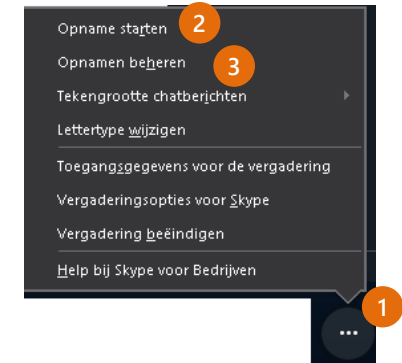 Opname starten 2
Opnamen beheren 3
Tekengrootte chatberichten
Lettertype wijzigen
Toegangsgegevens voor de vergadering
Vergaderingsopties voor Skype
Vergadering beëindigen
Help bij Skype voor Bedrijven
1
...